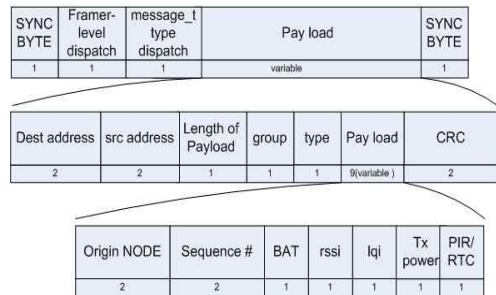 SYNC BYTE
Framer-level dispatch
message_t type dispatch
Pay load
SYNC BYTE
1
1
1
variable
1
Dest address
src address
Length of Payload
group
type
Pay load
CRC
2
2
1
1
1
9(variable )
2
Origin NODE
Sequence #
BAT
rssi
lqi
Tx power
PIR/ RTC
2
2
1
1
1
1
1